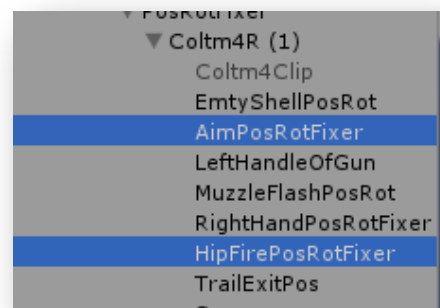 PosRotFixer
Coltm4R (1)
Coltm4Clip
EmtyShellPosRot
AimPosRotFixer
LeftHandleOfGun
MuzzleFlashPosRot
RightHandPosRotFixer
HipFirePosRotFixer
TrailExitPos